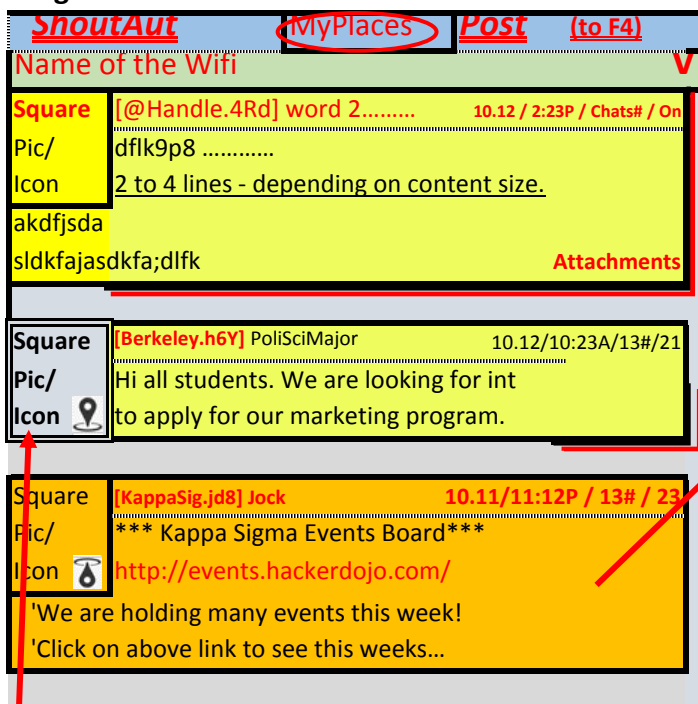 ShoutAut MyPlaces Post (to F4)
Name of the Wifi V
Square [@Handle.4Rd] word 2......... 10.12 / 2:23P / Chats# / On
Pic/ dflk9p8 ............
Icon 2 to 4 lines - depending on content size.
akdfjsda
sldkfajasdkfa;dlfk Attachments
Square [Berkeley.h6Y] PoliSciMajor 10.12/10:23A/13#/21
Pic/ Hi all students. We are looking for int
Icon to apply for our marketing program.
Square [KappaSig.jd8] Jock 10.11/11:12P / 13# / 23
Pic/ *** Kappa Sigma Events Board***
Icon http://events.hackerdojo.com/
'We are holding many events this week!
'Click on above link to see this weeks...